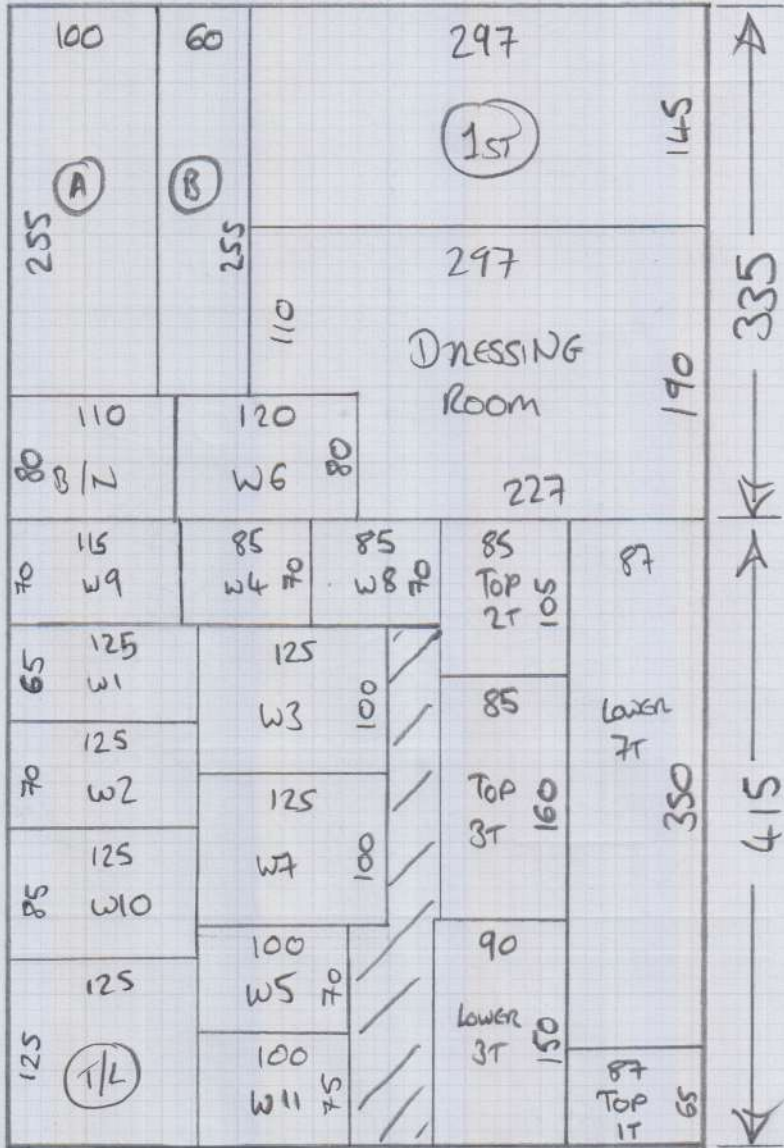 100
A
255
60
B
255
297
1ST
145
297
110
DRESSING
ROOM
190
227
335
110
80
B/N
120
W6
80
115
70
W9
85
W4
70
85
W8
70
85
TOP
2T
105
87
LOWER
7T
350
415
125
65
W1
125
W3
100
125
70
W2
85
TOP
3T
160
125
W7
100
125
85
W10
100
W5
70
90
LOWER
3T
150
125
125
T/L
100
W11
75
87
TOP
1T
65